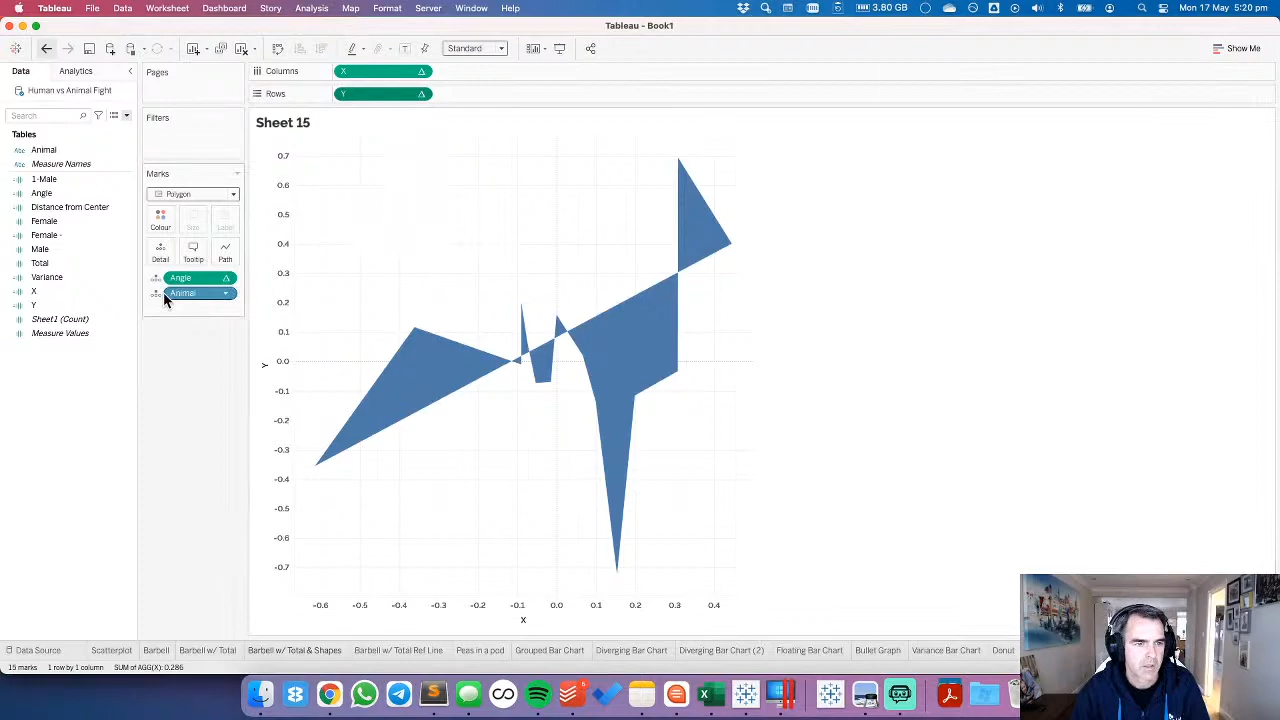 Tableau File Data Worksheet Dashboard Story Analysis Map Format Server Window Help 3.80 GB Mon 17 May 5:20 pm
Tableau - Book1
Standard Show Me
Data Analytics Pages Columns X
Human vs Animal Fight Rows Y
Search Filters Sheet 15
Tables
Abc Animal
Abc Measure Names
1-Male
Angle
Distance from Center
Female
Female -
Male
Total
Variance
X
Y
Sheet1 (Count)
Measure Values
Marks
Polygon
Colour Size Label
Detail Tooltip Path
Angle
Animal
0.7
0.6
0.5
0.4
0.3
0.2
0.1
0.0
-0.1
-0.2
-0.3
-0.4
-0.5
-0.6
-0.7
Y
-0.6 -0.5 -0.4 -0.3 -0.2 -0.1 0.0 0.1 0.2 0.3 0.4
X
Data Source Scatterplot Barbell Barbell w/ Total Barbell w/ Total & Shapes Barbell w/ Total Ref Line Peas in a pod Grouped Bar Chart Diverging Bar Chart Diverging Bar Chart (2) Floating Bar Chart Bullet Graph Variance Bar Chart Donut
15 marks 1 row by 1 column SUM of AGG(X): 0.286